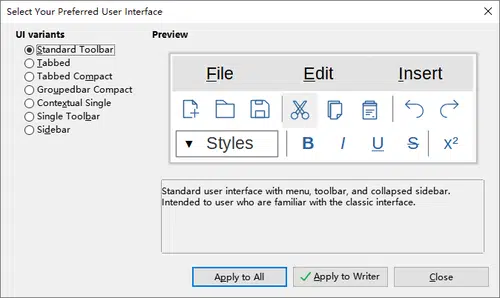 Select Your Preferred User Interface
UI variants
Standard Toolbar
Tabbed
Tabbed Compact
Groupedbar Compact
Contextual Single
Single Toolbar
Sidebar
Preview
File Edit Insert
Styles B I U S x²
Standard user interface with menu, toolbar, and collapsed sidebar.
Intended to user who are familiar with the classic interface.
Apply to All Apply to Writer Close